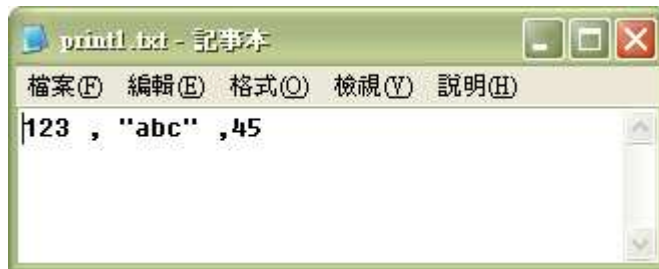 print1.txt - 記事本
檔案(F) 編輯(E) 格式(O) 檢視(V) 說明(H)
123 , "abc" ,45